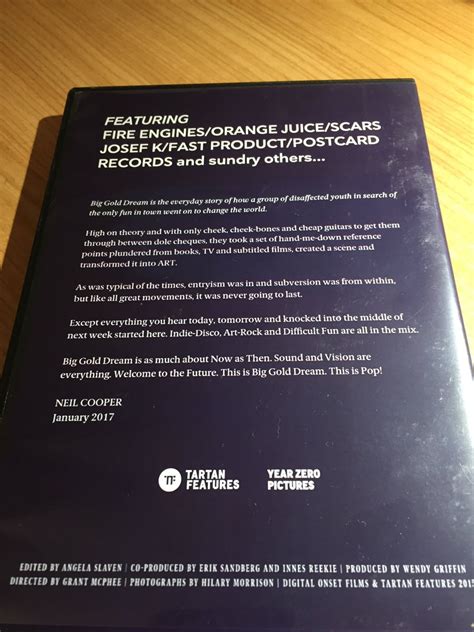 FEATURING
FIRE ENGINES/ORANGE JUICE/SCARS
JOSEF K/FAST PRODUCT/POSTCARD
RECORDS and sundry others...
Big Gold Dream is the everyday story of how a group of disaffected youth in search of
the only fun in town went on to change the world.
High on theory and with only cheek, cheek-bones and cheap guitars to get them
through between dole cheques, they took a set of hand-me-down reference
points plundered from books, TV and subtitled films, created a scene and
transformed it into ART.
As was typical of the times, entryism was in and subversion was from within,
but like all great movements, it was never going to last.
Except everything you hear today, tomorrow and knocked into the middle of
next week started here. Indie-Disco, Art-Rock and Difficult Fun are all in the mix.
Big Gold Dream is as much about Now as Then. Sound and Vision are
everything. Welcome to the Future. This is Big Gold Dream. This is Pop!
NEIL COOPER
January 2017
TF TARTAN
FEATURES
YEAR ZERO
PICTURES
EDITED BY ANGELA SLAVEN | CO-PRODUCED BY ERIK SANDBERG AND INNES REEKIE | PRODUCED BY WENDY GRIFFIN
DIRECTED BY GRANT MCPHEE | PHOTOGRAPHS BY HILARY MORRISON | DIGITAL ONSET FILMS & TARTAN FEATURES